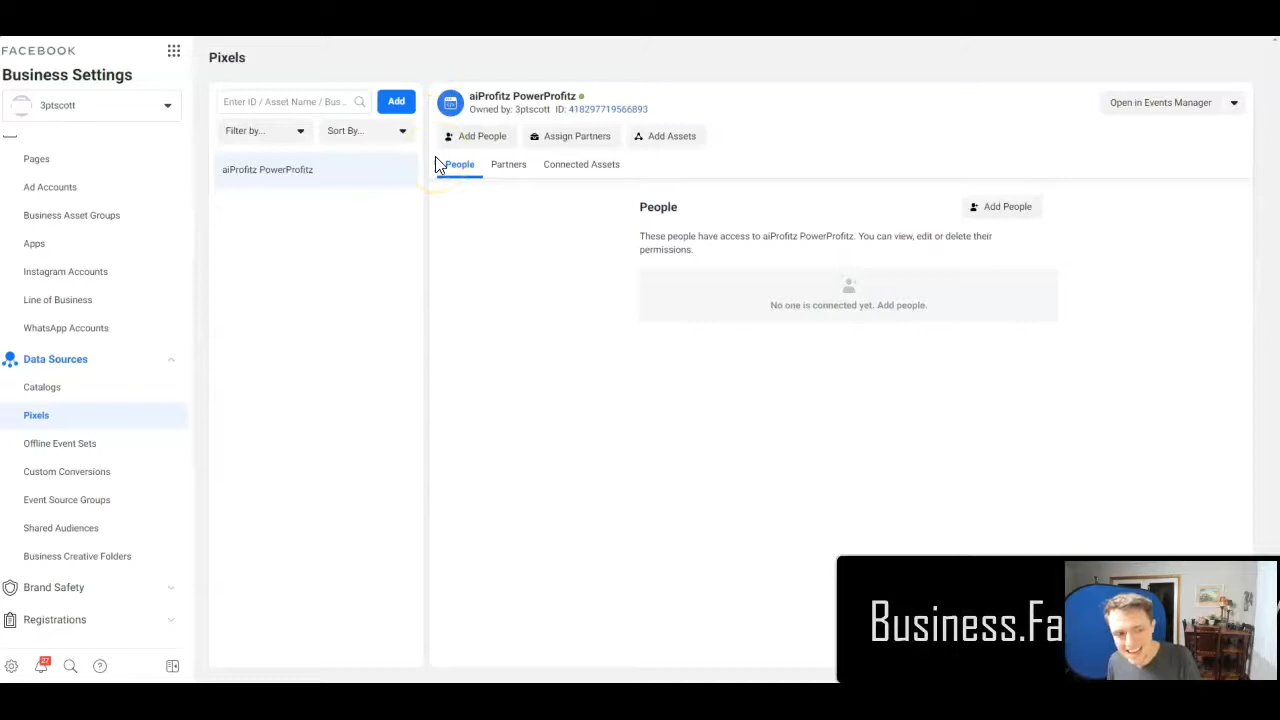 FACEBOOK
Business Settings
3ptscott
Pages
Ad Accounts
Business Asset Groups
Apps
Instagram Accounts
Line of Business
WhatsApp Accounts
Data Sources
Catalogs
Pixels
Offline Event Sets
Custom Conversions
Event Source Groups
Shared Audiences
Business Creative Folders
Brand Safety
Registrations
27
Pixels
Enter ID / Asset Name / Bus...
Add
Filter by...
Sort By...
aiProfitz PowerProfitz
aiProfitz PowerProfitz
Owned by: 3ptscott ID: 418297719566893
Open in Events Manager
Add People
Assign Partners
Add Assets
People
Partners
Connected Assets
People
Add People
These people have access to aiProfitz PowerProfitz. You can view, edit or delete their
permissions.
No one is connected yet. Add people.
Business.Fa